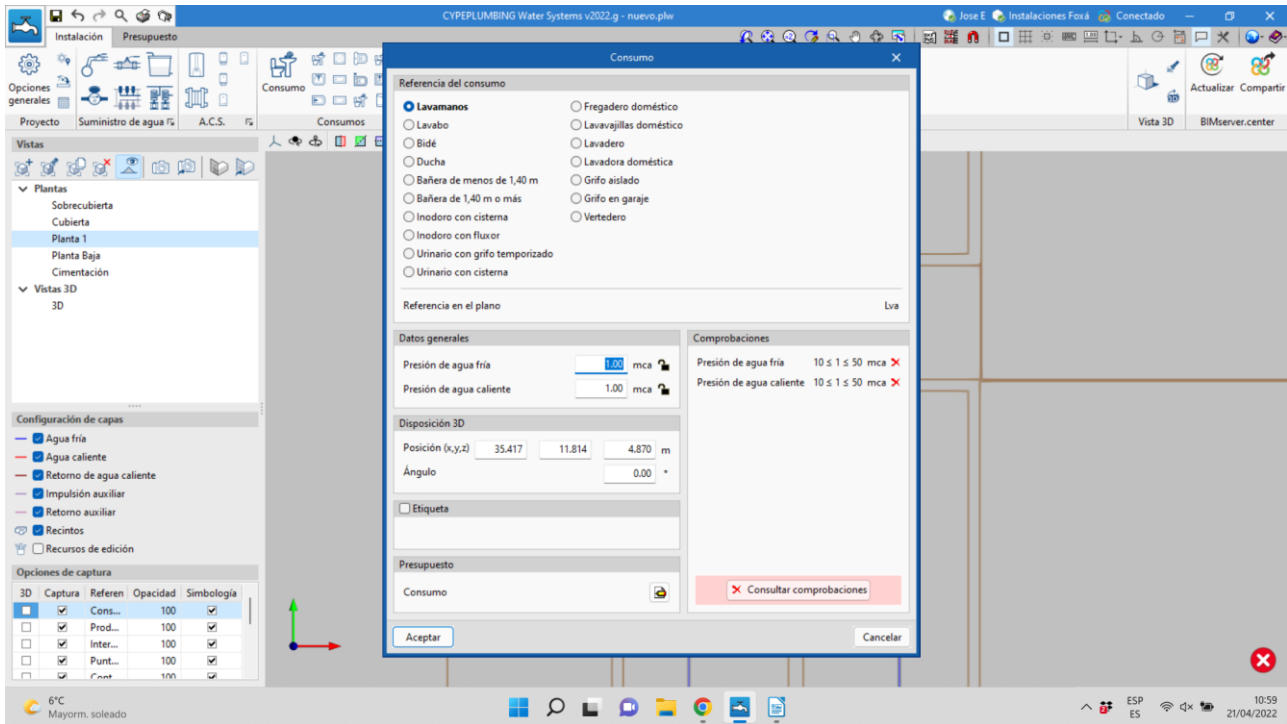 CYPEPLUMBING Water Systems v2022.g - nuevo.plw
Jose E
Instalaciones Foxá
Conectado
Instalación
Presupuesto
Opciones generales
Consumo
Actualizar
Compartir
Proyecto
Suministro de agua
A.C.S.
Consumos
Vista 3D
BIMserver.center
Vistas
Plantas
Sobrecubierta
Cubierta
Planta 1
Planta Baja
Cimentación
Vistas 3D
3D
Configuración de capas
Agua fría
Agua caliente
Retorno de agua caliente
Impulsión auxiliar
Retorno auxiliar
Recintos
Recursos de edición
Opciones de captura
3D Captura Referen Opacidad Simbología
Cons... 100
Prod... 100
Inter... 100
Punt... 100
Cont 100
Consumo
Referencia del consumo
Lavamanos
Lavabo
Bidé
Ducha
Bañera de menos de 1,40 m
Bañera de 1,40 m o más
Inodoro con cisterna
Inodoro con fluxor
Urinario con grifo temporizado
Urinario con cisterna
Fregadero doméstico
Lavavajillas doméstico
Lavadero
Lavadora doméstica
Grifo aislado
Grifo en garaje
Vertedero
Referencia en el plano Lva
Datos generales
Presión de agua fría 1.00 mca
Presión de agua caliente 1.00 mca
Disposición 3D
Posición (x,y,z) 35.417 11.814 4.870 m
Ángulo 0.00 °
Etiqueta
Presupuesto
Consumo
Comprobaciones
Presión de agua fría 10 ≤ 1 ≤ 50 mca
Presión de agua caliente 10 ≤ 1 ≤ 50 mca
Consultar comprobaciones
Aceptar
Cancelar
6°C
Mayorm. soleado
ESP
ES
10:59
21/04/2022